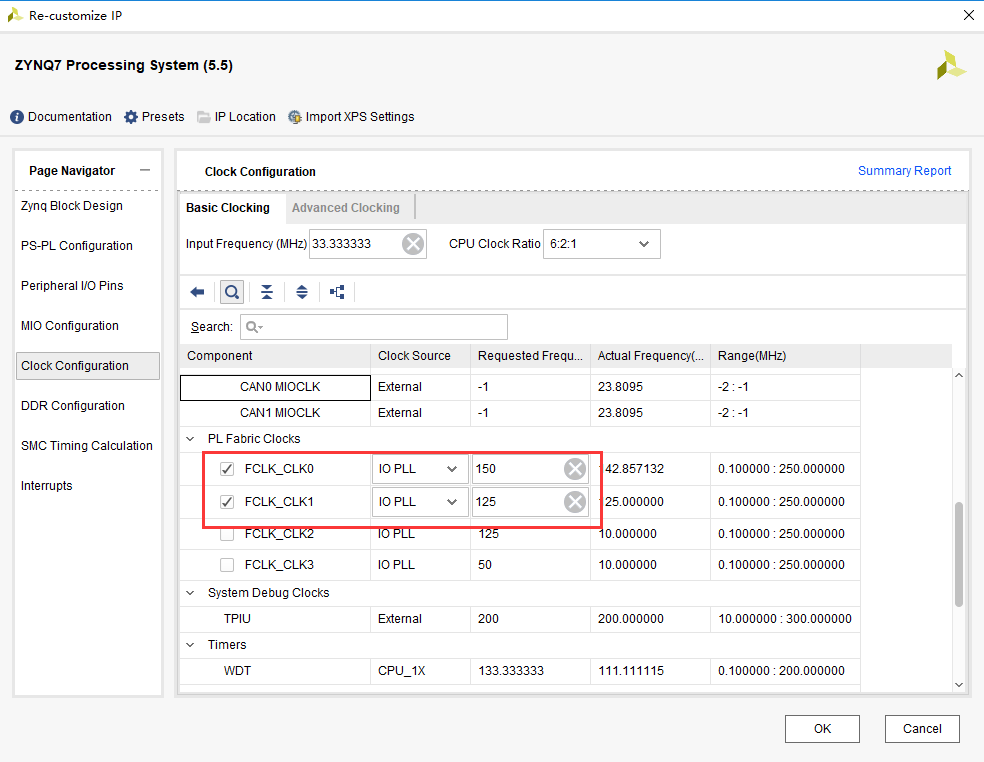 Re-customize IP
ZYNQ7 Processing System (5.5)
Documentation Presets IP Location Import XPS Settings
Page Navigator
Zynq Block Design
PS-PL Configuration
Peripheral I/O Pins
MIO Configuration
Clock Configuration
DDR Configuration
SMC Timing Calculation
Interrupts
Clock Configuration Summary Report
Basic Clocking Advanced Clocking
Input Frequency (MHz) 33.333333 CPU Clock Ratio 6:2:1
Search:
Component Clock Source Requested Frequ... Actual Frequency(... Range(MHz)
CAN0 MIOCLK External -1 23.8095 -2 : -1
CAN1 MIOCLK External -1 23.8095 -2 : -1
PL Fabric Clocks
FCLK_CLK0 IO PLL 150 42.857132 0.100000 : 250.000000
FCLK_CLK1 IO PLL 125 25.000000 0.100000 : 250.000000
FCLK_CLK2 IO PLL 125 10.000000 0.100000 : 250.000000
FCLK_CLK3 IO PLL 50 10.000000 0.100000 : 250.000000
System Debug Clocks
TPIU External 200 200.000000 10.000000 : 300.000000
Timers
WDT CPU_1X 133.333333 111.111115 0.100000 : 200.000000
OK Cancel